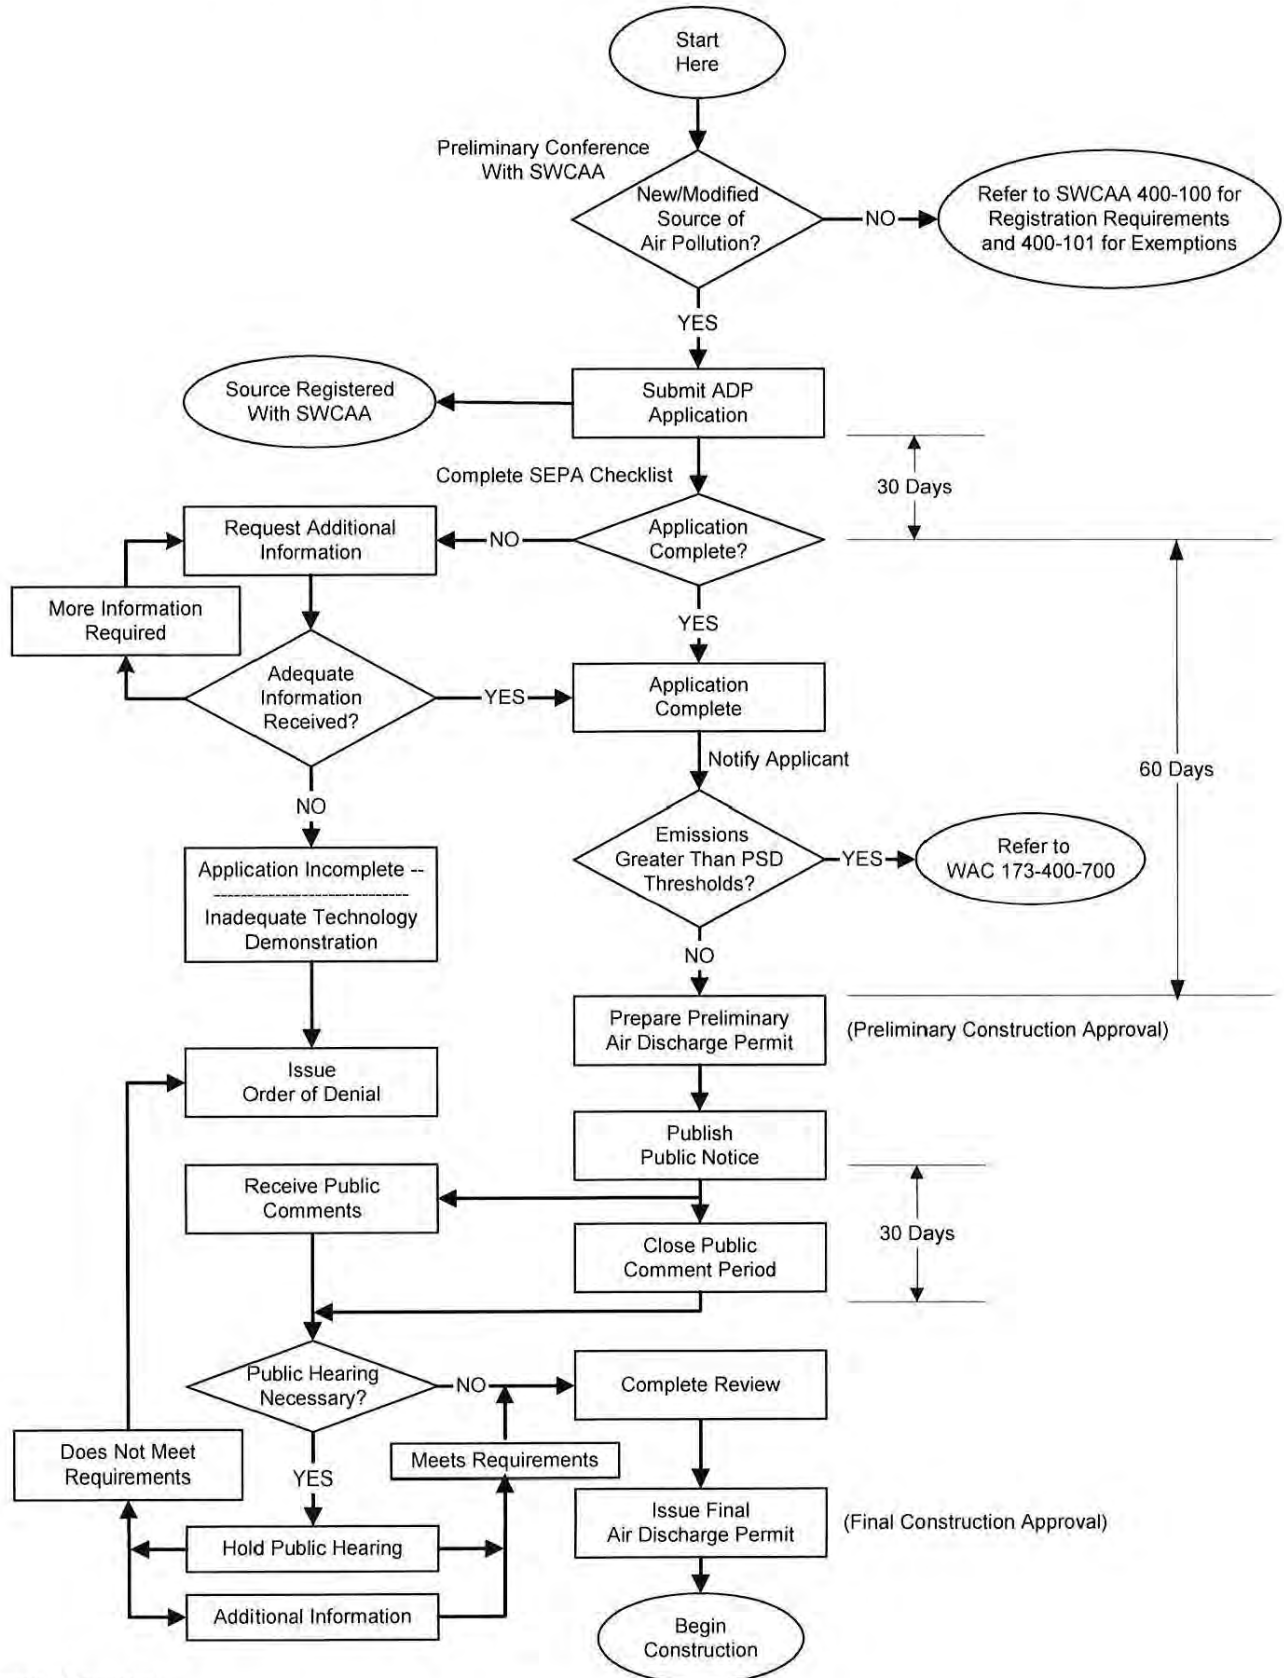 Start
Here
Preliminary Conference
With SWCAA
New/Modified
Source of
Air Pollution?
NO
Refer to SWCAA 400-100 for
Registration Requirements
and 400-101 for Exemptions
YES
Source Registered
With SWCAA
Submit ADP
Application
Complete SEPA Checklist
30 Days
Request Additional
Information
NO
Application
Complete?
More Information
Required
YES
Adequate
Information
Received?
YES
Application
Complete
Notify Applicant
60 Days
NO
Emissions
Greater Than PSD
Thresholds?
YES
Refer to
WAC 173-400-700
Application Incomplete --
------------------------------
Inadequate Technology
Demonstration
NO
Prepare Preliminary
Air Discharge Permit
(Preliminary Construction Approval)
Issue
Order of Denial
Publish
Public Notice
Receive Public
Comments
30 Days
Close Public
Comment Period
Public Hearing
Necessary?
NO
Complete Review
Does Not Meet
Requirements
YES
Meets Requirements
Issue Final
Air Discharge Permit
(Final Construction Approval)
Hold Public Hearing
Additional Information
Begin
Construction